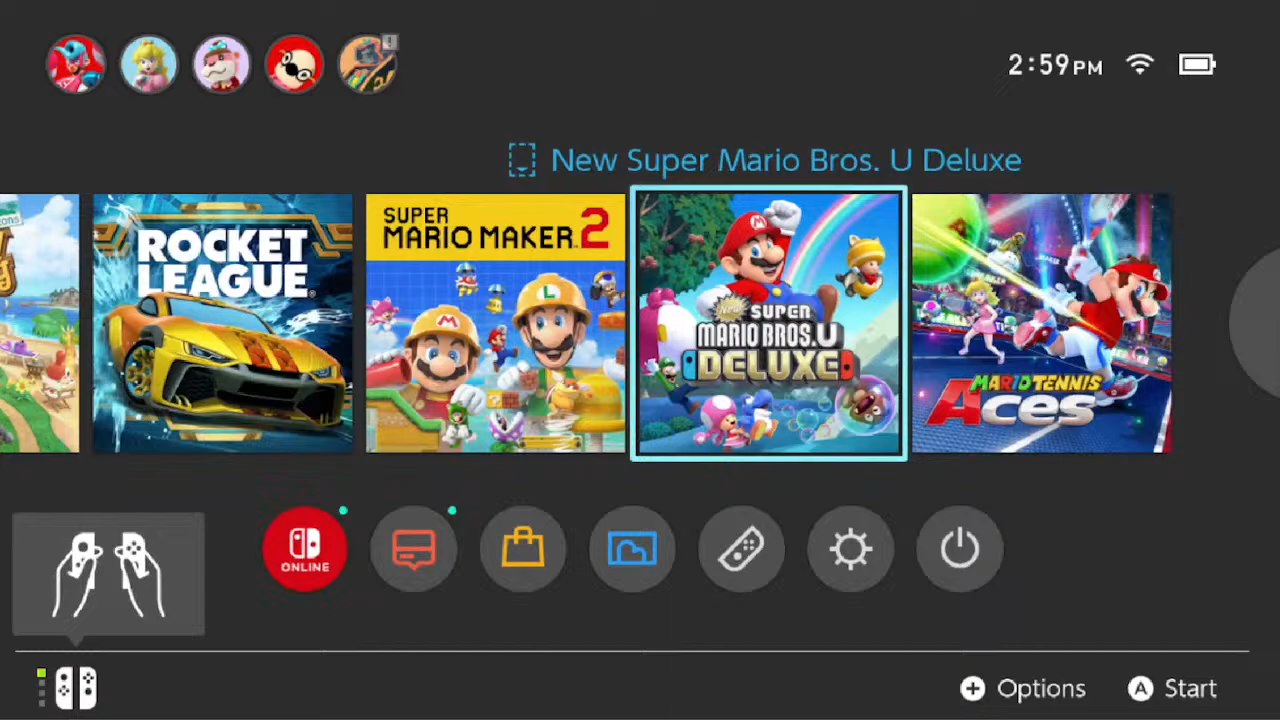 2:59 PM
New Super Mario Bros. U Deluxe
ROCKET
LEAGUE
SUPER
MARIO MAKER 2
New SUPER
MARIO BROS. U
DELUXE
MARIO TENNIS
Aces
ONLINE
Options
A Start